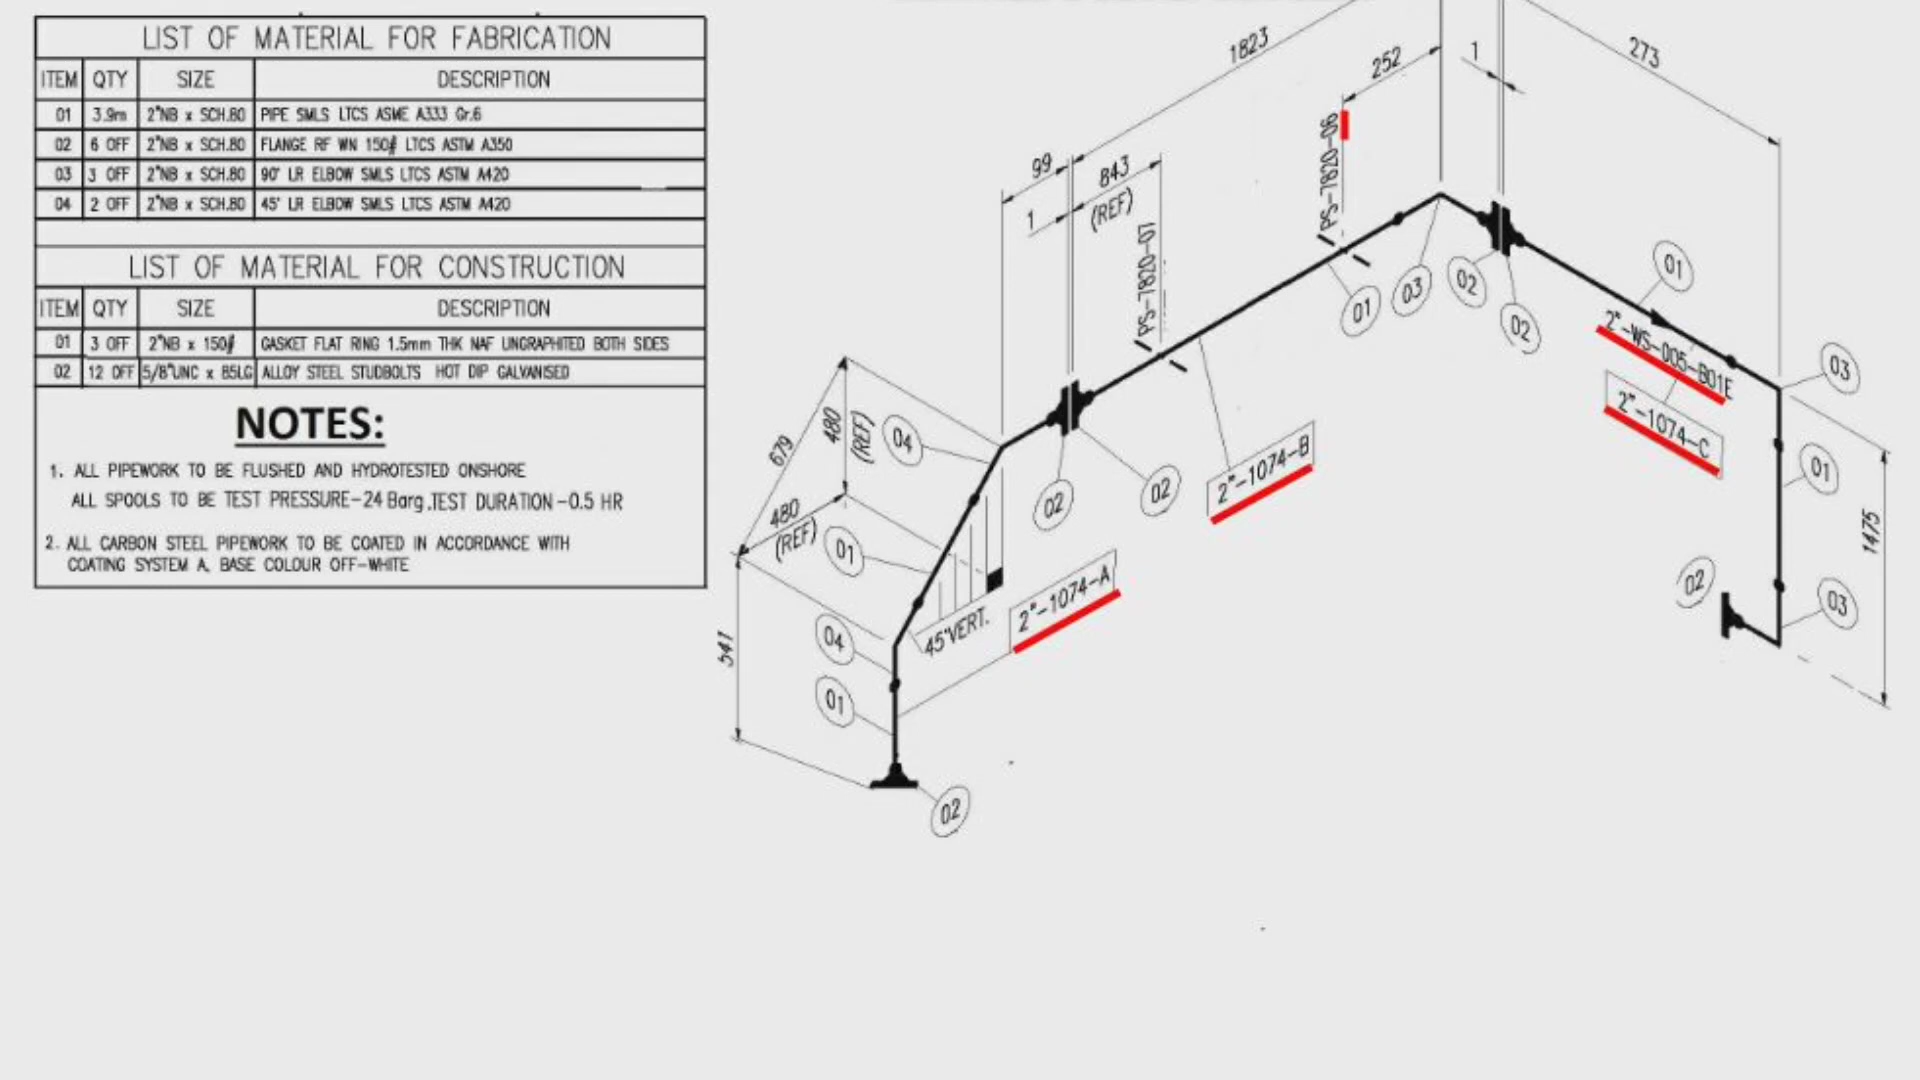 LIST OF MATERIAL FOR FABRICATION
ITEM QTY SIZE DESCRIPTION
01 3.9m 2"NB x SCH.80 PIPE SMLS LTCS ASME A333 Gr.6
02 6 OFF 2"NB x SCH.80 FLANGE RF WN 150# LTCS ASTM A350
03 3 OFF 2"NB x SCH.80 90° LR ELBOW SMLS LTCS ASTM A420
04 2 OFF 2"NB x SCH.80 45° LR ELBOW SMLS LTCS ASTM A420
LIST OF MATERIAL FOR CONSTRUCTION
ITEM QTY SIZE DESCRIPTION
01 3 OFF 2"NB x 150# GASKET FLAT RING 1.5mm THK NAF UNGRAPHITED BOTH SIDES
02 12 OFF 5/8"UNC x 85LG ALLOY STEEL STUDBOLTS HOT DIP GALVANISED
NOTES:
1. ALL PIPEWORK TO BE FLUSHED AND HYDROTESTED ONSHORE
ALL SPOOLS TO BE TEST PRESSURE-24 Barg.TEST DURATION -0.5 HR
2. ALL CARBON STEEL PIPEWORK TO BE COATED IN ACCORDANCE WITH
COATING SYSTEM A, BASE COLOUR OFF-WHITE
1823
252
1
273
PS-7820-06
99
843
(REF)
1
PS-7820-07
01
03
02
02
01
2"-WS-005-B01E
2"-1074-C
03
01
1475
02
03
679
480
(REF)
04
480
(REF)
01
02
02
2"-1074-B
2"-1074-A
45°VERT.
541
04
01
02